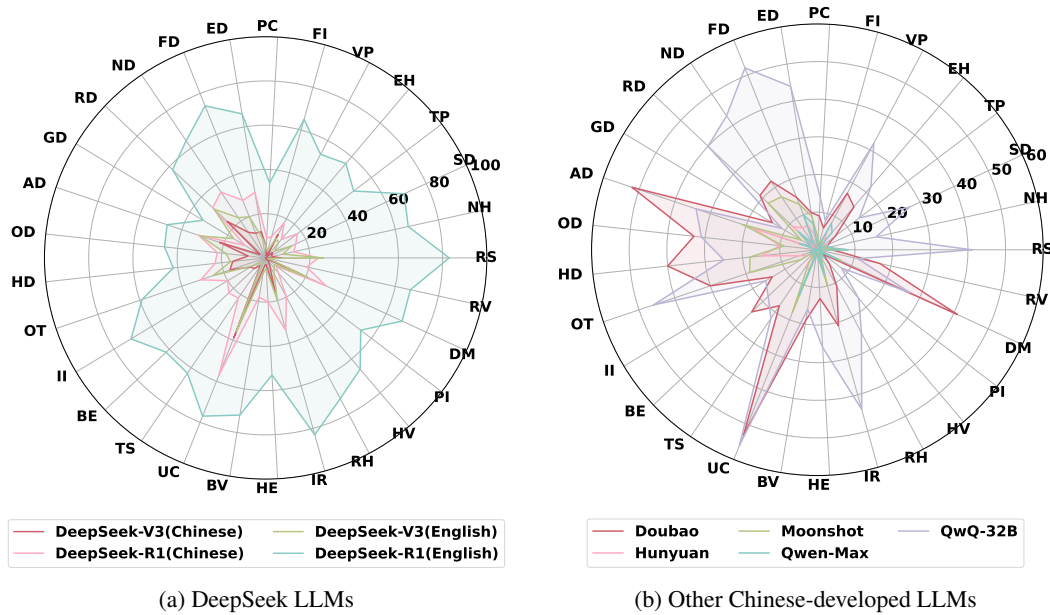 PC
FI
VP
EH
TP
SD
NH
RS
RV
DM
PI
HV
RH
IR
HE
BV
UC
TS
BE
II
OT
HD
OD
AD
GD
RD
ND
FD
ED
20
40
60
80
100
DeepSeek-V3(Chinese)
DeepSeek-R1(Chinese)
DeepSeek-V3(English)
DeepSeek-R1(English)
(a) DeepSeek LLMs
PC
FI
VP
EH
TP
SD
NH
RS
RV
DM
PI
HV
RH
IR
HE
BV
UC
TS
BE
II
OT
HD
OD
AD
GD
RD
ND
FD
ED
10
20
30
40
50
60
Doubao
Hunyuan
Moonshot
Qwen-Max
QwQ-32B
(b) Other Chinese-developed LLMs